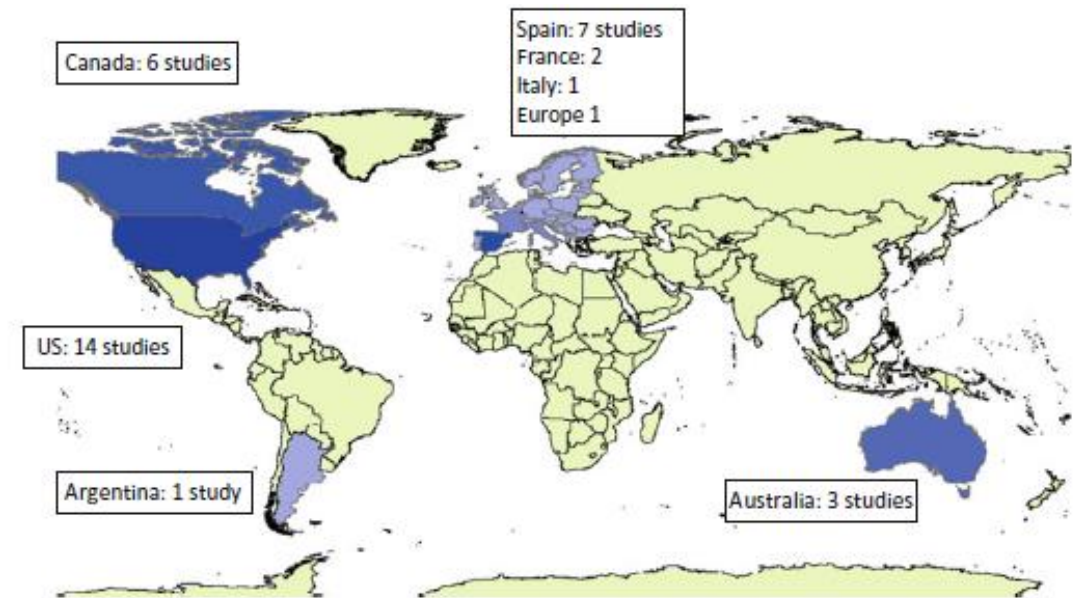 Canada: 6 studies
Spain: 7 studies
France: 2
Italy: 1
Europe 1
US: 14 studies
Argentina: 1 study
Australia: 3 studies